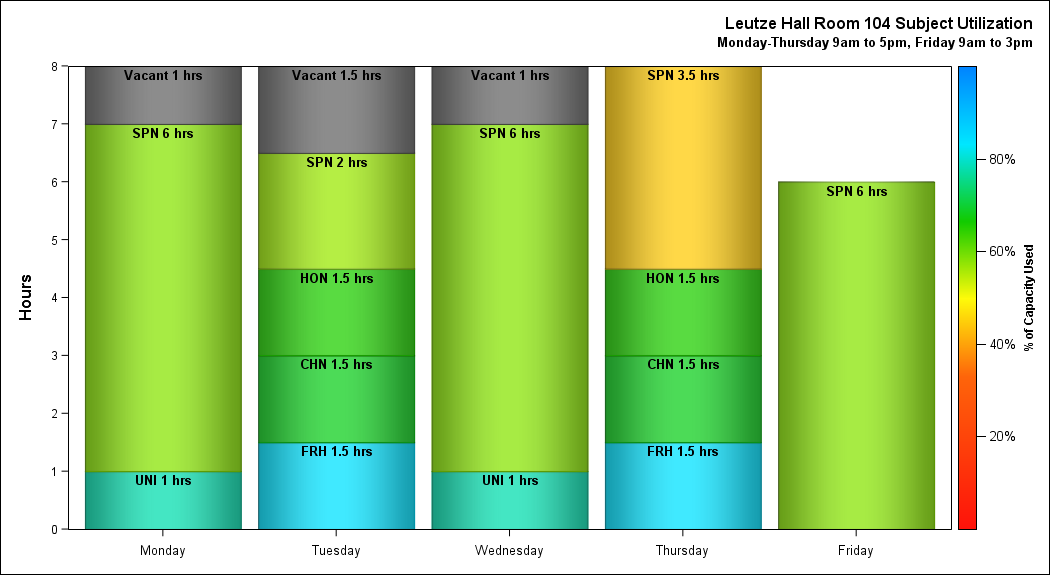 Leutze Hall Room 104 Subject Utilization
Monday-Thursday 9am to 5pm, Friday 9am to 3pm
Hours
8
7
6
5
4
3
2
1
0
Vacant 1 hrs
SPN 6 hrs
UNI 1 hrs
Vacant 1.5 hrs
SPN 2 hrs
HON 1.5 hrs
CHN 1.5 hrs
FRH 1.5 hrs
Vacant 1 hrs
SPN 6 hrs
UNI 1 hrs
SPN 3.5 hrs
HON 1.5 hrs
CHN 1.5 hrs
FRH 1.5 hrs
SPN 6 hrs
Monday
Tuesday
Wednesday
Thursday
Friday
80%
60%
40%
20%
% of Capacity Used